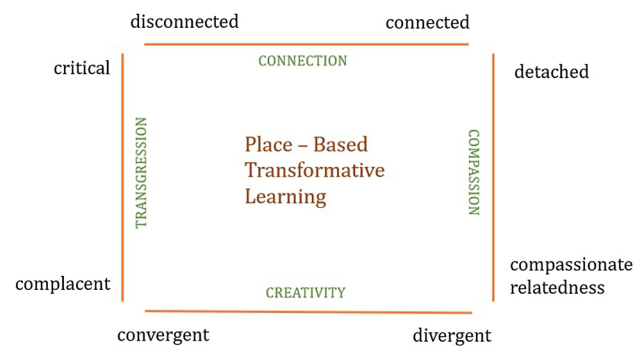 disconnected
connected
CONNECTION
critical
detached
TRANSGRESSION
Place – Based
Transformative
Learning
COMPASSION
complacent
compassionate
relatedness
CREATIVITY
convergent
divergent